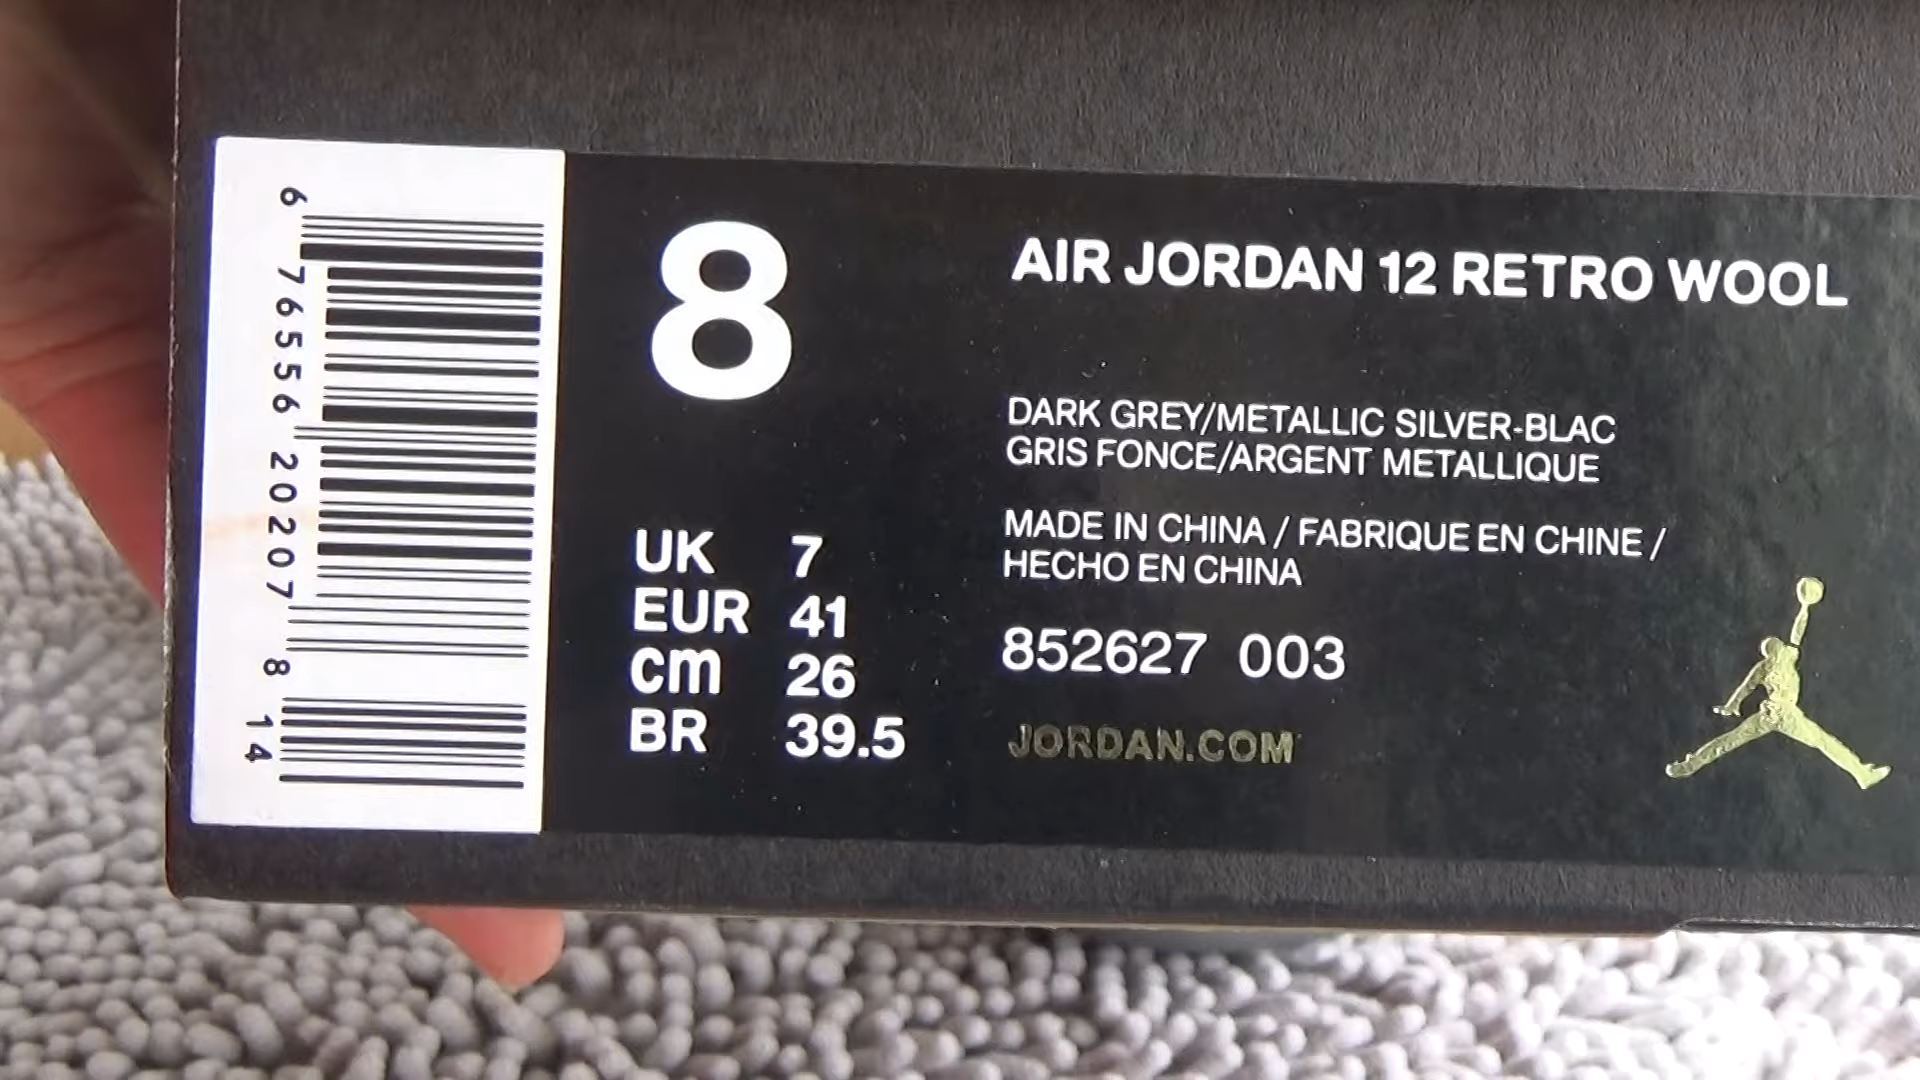 6 76556 20207 8 14
8
AIR JORDAN 12 RETRO WOOL
DARK GREY/METALLIC SILVER-BLAC
GRIS FONCE/ARGENT METALLIQUE
MADE IN CHINA / FABRIQUE EN CHINE /
HECHO EN CHINA
UK 7
EUR 41
cm 26
BR 39.5
852627 003
JORDAN.COM